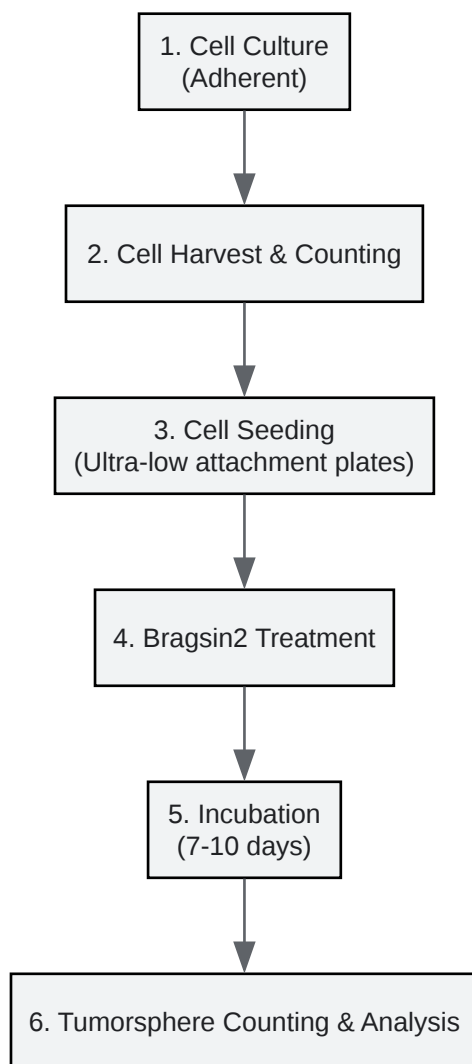 1. Cell Culture
(Adherent)
2. Cell Harvest & Counting
3. Cell Seeding
(Ultra-low attachment plates)
4. Bragsin2 Treatment
5. Incubation
(7-10 days)
6. Tumorsphere Counting & Analysis